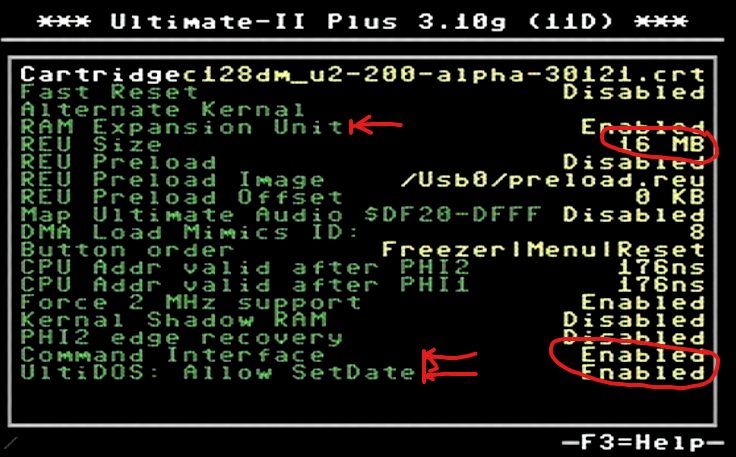 *** Ultimate-II Plus 3.10g (11D) ***
Cartridgec128dm_u2-200-alpha-30121.crt
Fast Reset Disabled
Alternate Kernal
RAM Expansion Unit Enabled
REU Size 16 MB
REU Preload Disabled
REU Preload Image /Usb0/preload.reu
REU Preload Offset 0 KB
Map Ultimate Audio $DF20-DFFF Disabled
DMA Load Mimics ID: 8
Button order Freezer|Menu|Reset
CPU Addr valid after PHI2 176ns
CPU Addr valid after PHI1 176ns
Force 2 MHz support Enabled
Kernal Shadow RAM Disabled
PHI2 edge recovery Disabled
Command Interface Enabled
UltiDOS: Allow SetDate Enabled
/ —F3=Help—